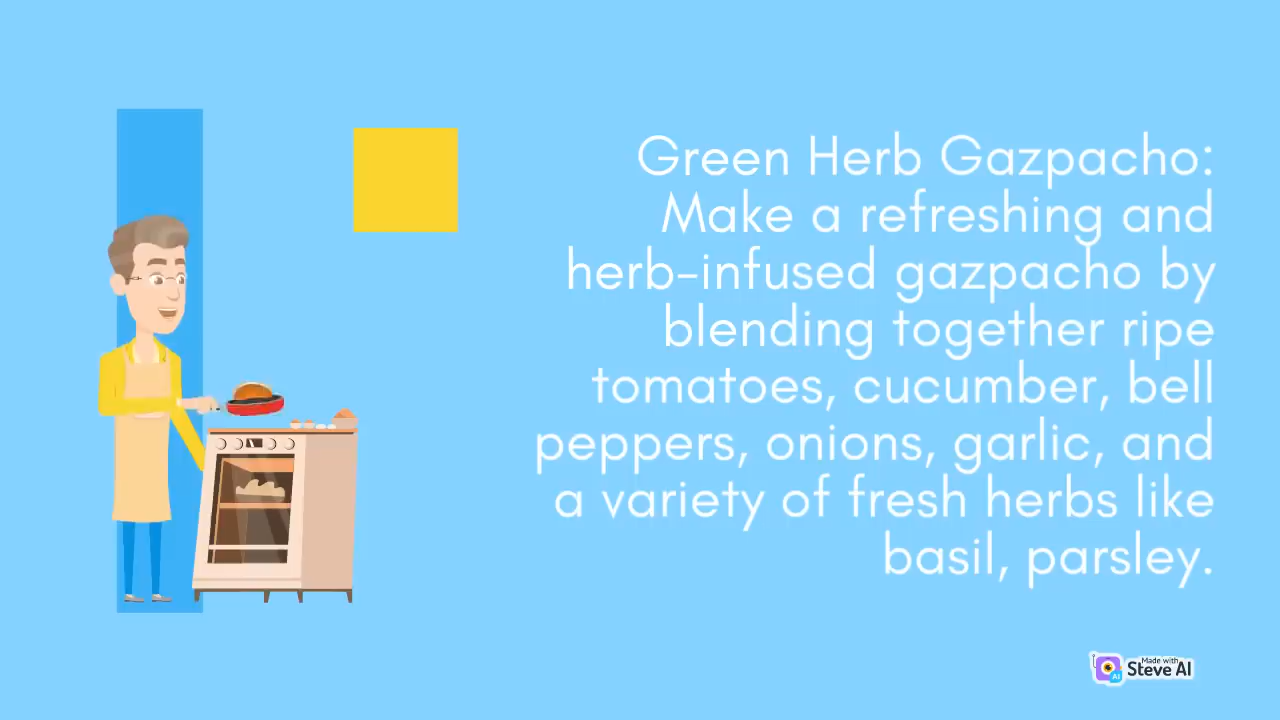 Green Herb Gazpacho:
Make a refreshing and
herb-infused gazpacho by
blending together ripe
tomatoes, cucumber, bell
peppers, onions, garlic, and
a variety of fresh herbs like
basil, parsley.
Made with
Steve AI
AI